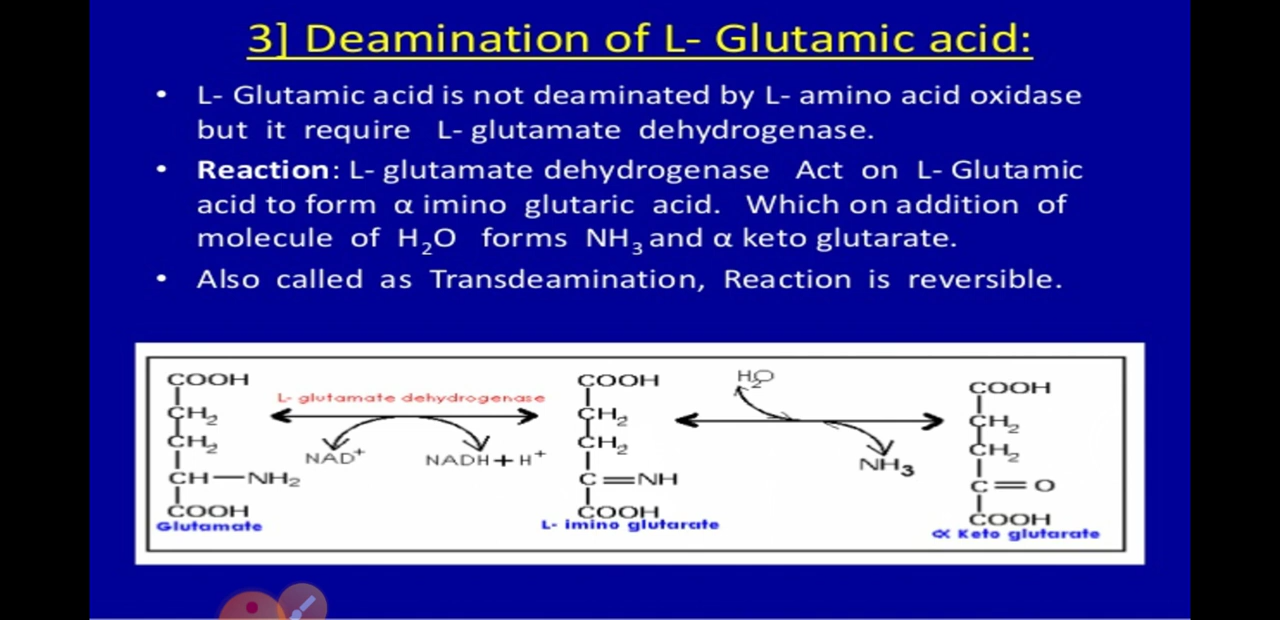 3] Deamination of L- Glutamic acid:
• L- Glutamic acid is not deaminated by L- amino acid oxidase
but it require L- glutamate dehydrogenase.
• Reaction: L- glutamate dehydrogenase Act on L- Glutamic
acid to form α imino glutaric acid. Which on addition of
molecule of H₂O forms NH₃ and α keto glutarate.
• Also called as Transdeamination, Reaction is reversible.
COOH
CH₂
CH₂
CH—NH₂
COOH
Glutamate
L- glutamate dehydrogenase
NAD⁺
NADH + H⁺
COOH
CH₂
CH₂
C=NH
COOH
L- imino glutarate
H₂O
NH₃
COOH
CH₂
CH₂
C=O
COOH
α Keto glutarate